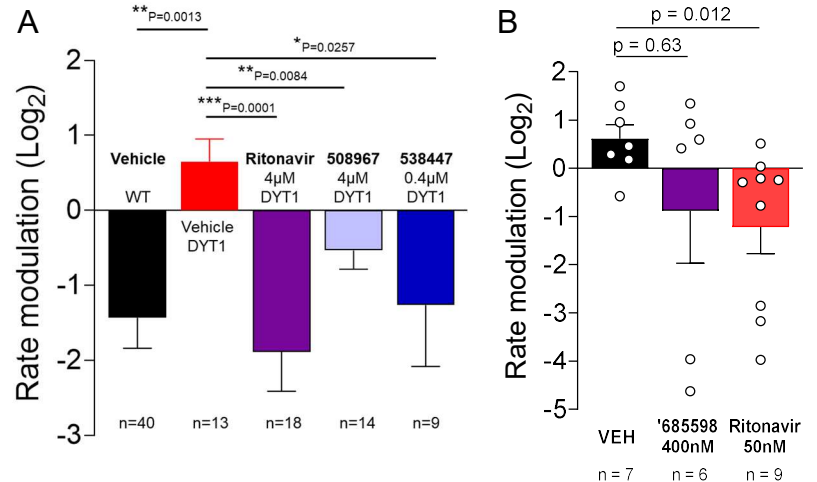 A
**P=0.0013
*P=0.0257
**P=0.0084
***P=0.0001
Rate modulation (Log2)
2
1
0
-1
-2
-3
Vehicle
WT
Vehicle
DYT1
Ritonavir
4µM
DYT1
508967
4µM
DYT1
538447
0.4µM
DYT1
n=40
n=13
n=18
n=14
n=9
B
p = 0.012
p = 0.63
Rate modulation (Log2)
2
1
0
-1
-2
-3
-4
-5
VEH
'685598
400nM
Ritonavir
50nM
n = 7
n = 6
n = 9